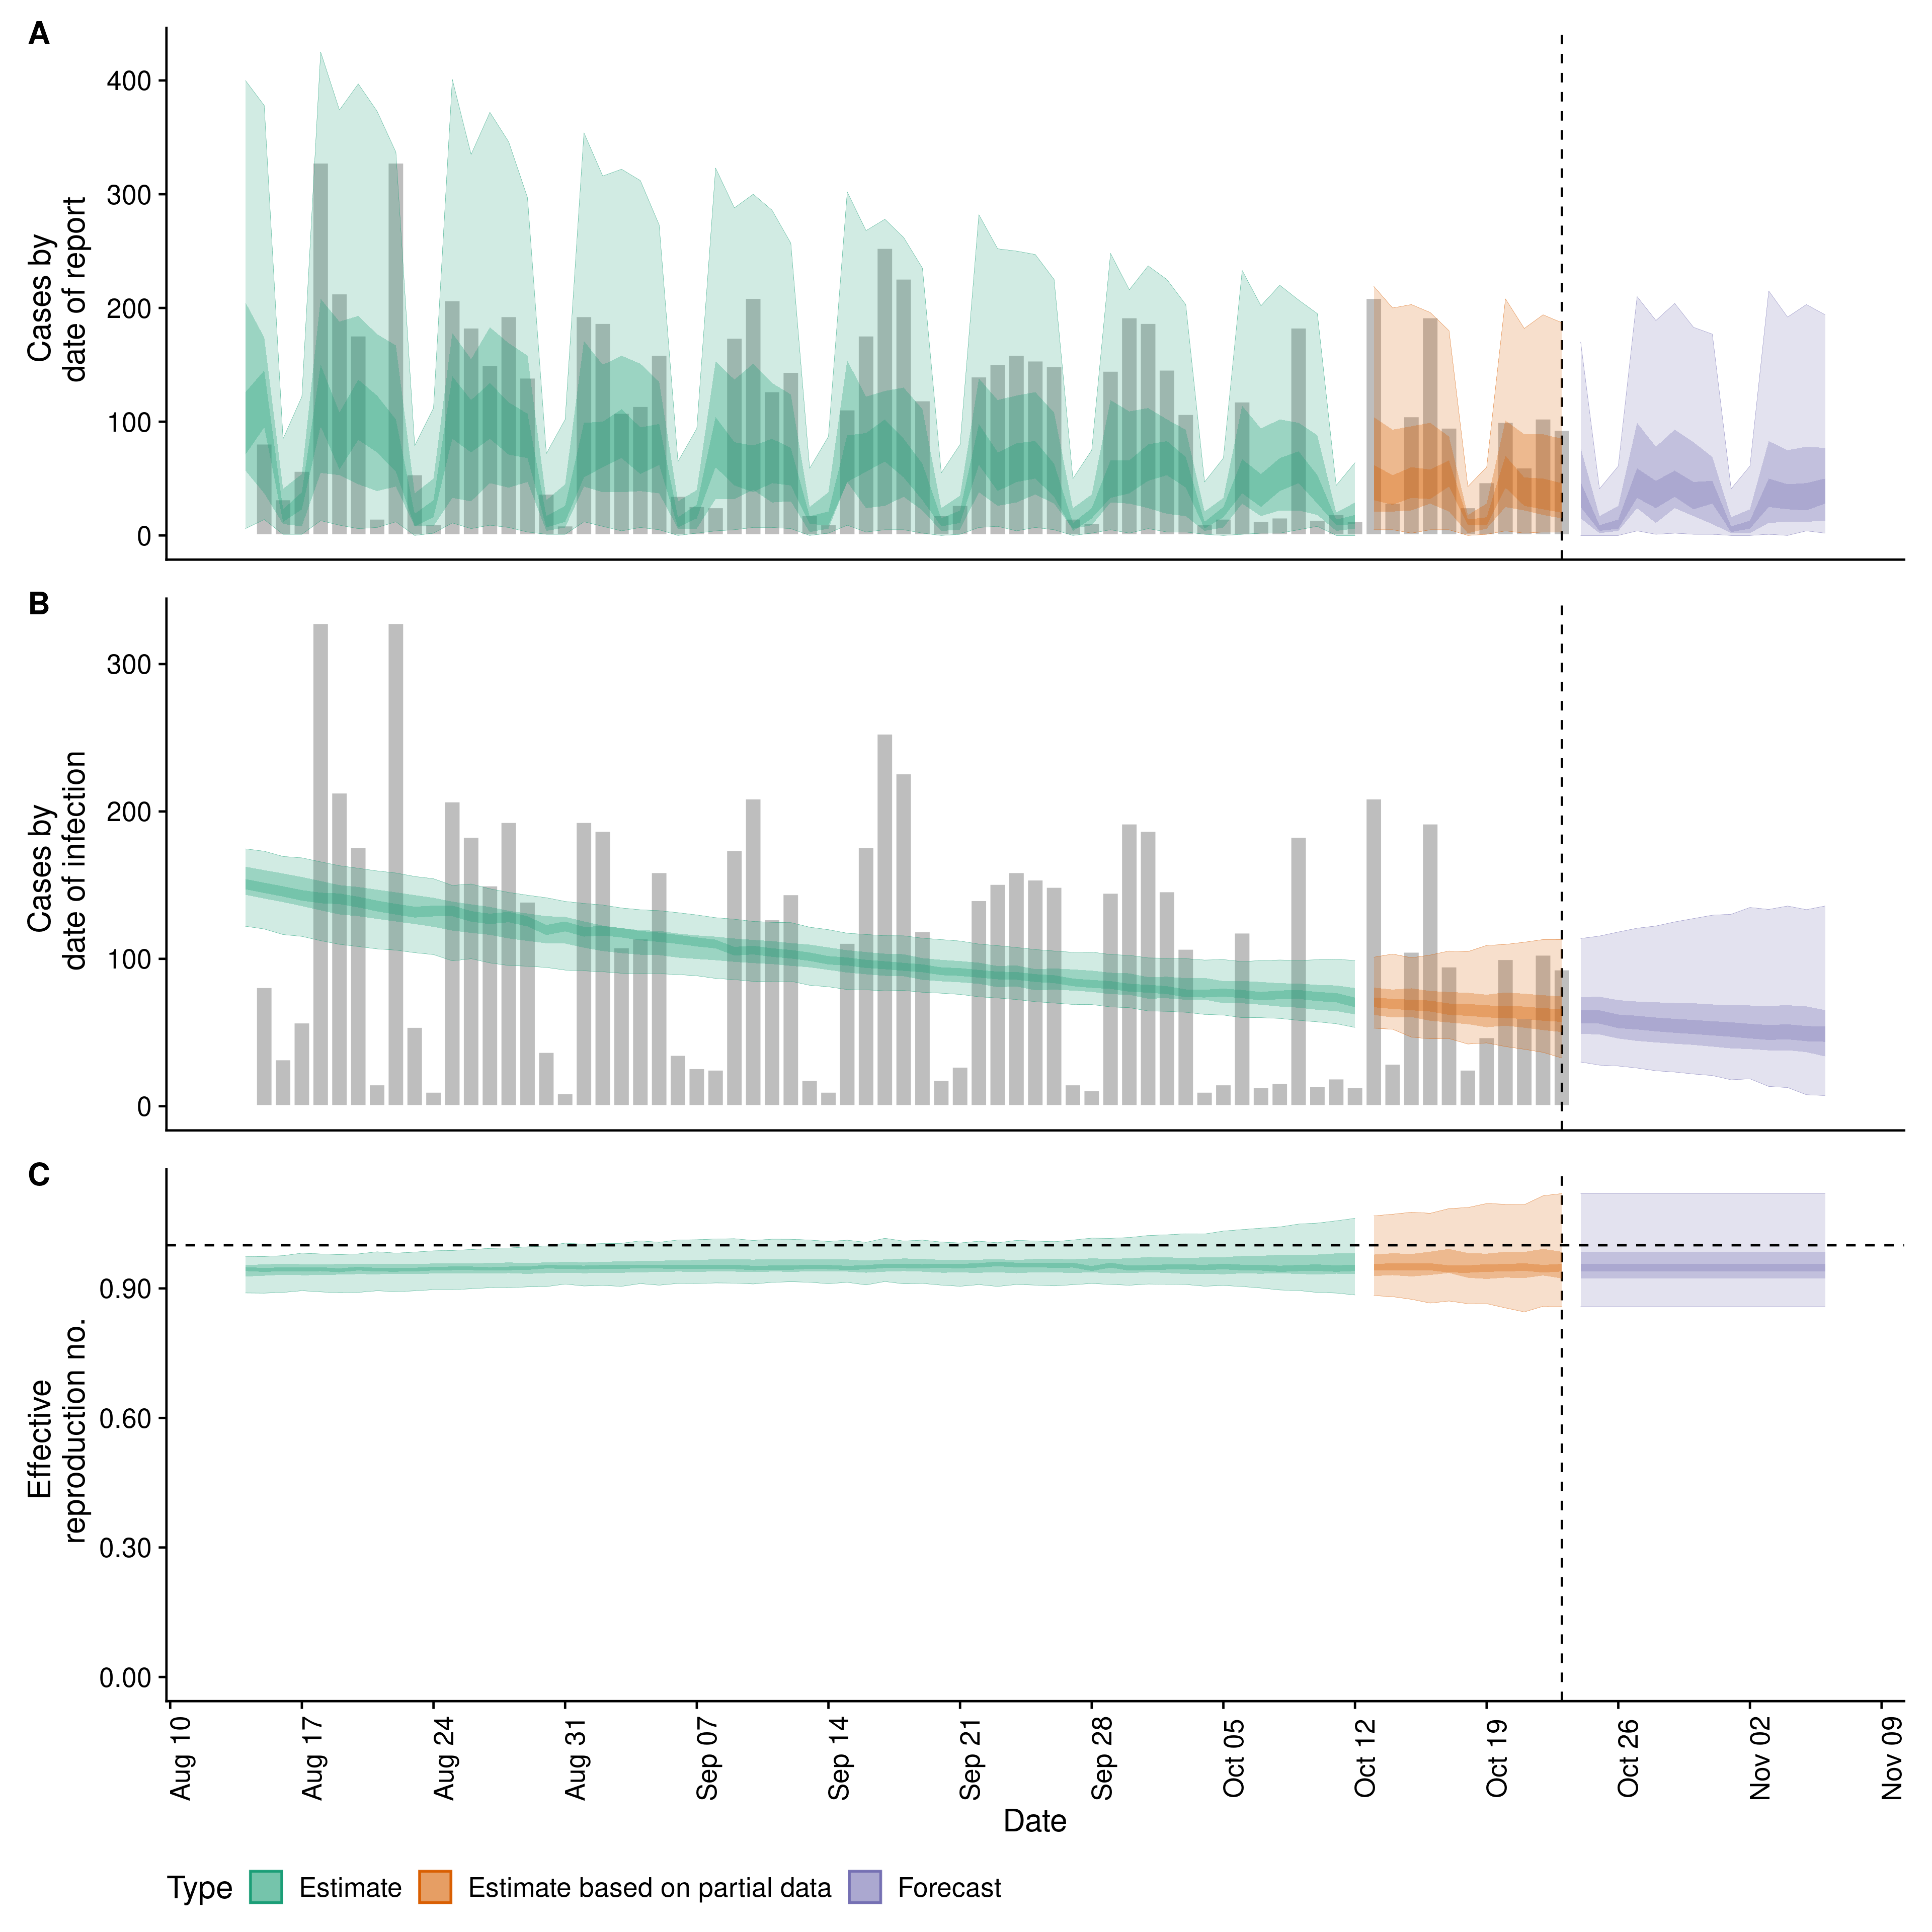 A
400
300
200
100
0
Cases by
date of report
B
300
200
100
0
Cases by
date of infection
C
0.90
0.60
0.30
0.00
Effective
reproduction no.
Aug 10
Aug 17
Aug 24
Aug 31
Sep 07
Sep 14
Sep 21
Sep 28
Oct 05
Oct 12
Oct 19
Oct 26
Nov 02
Nov 09
Date
Type Estimate Estimate based on partial data Forecast